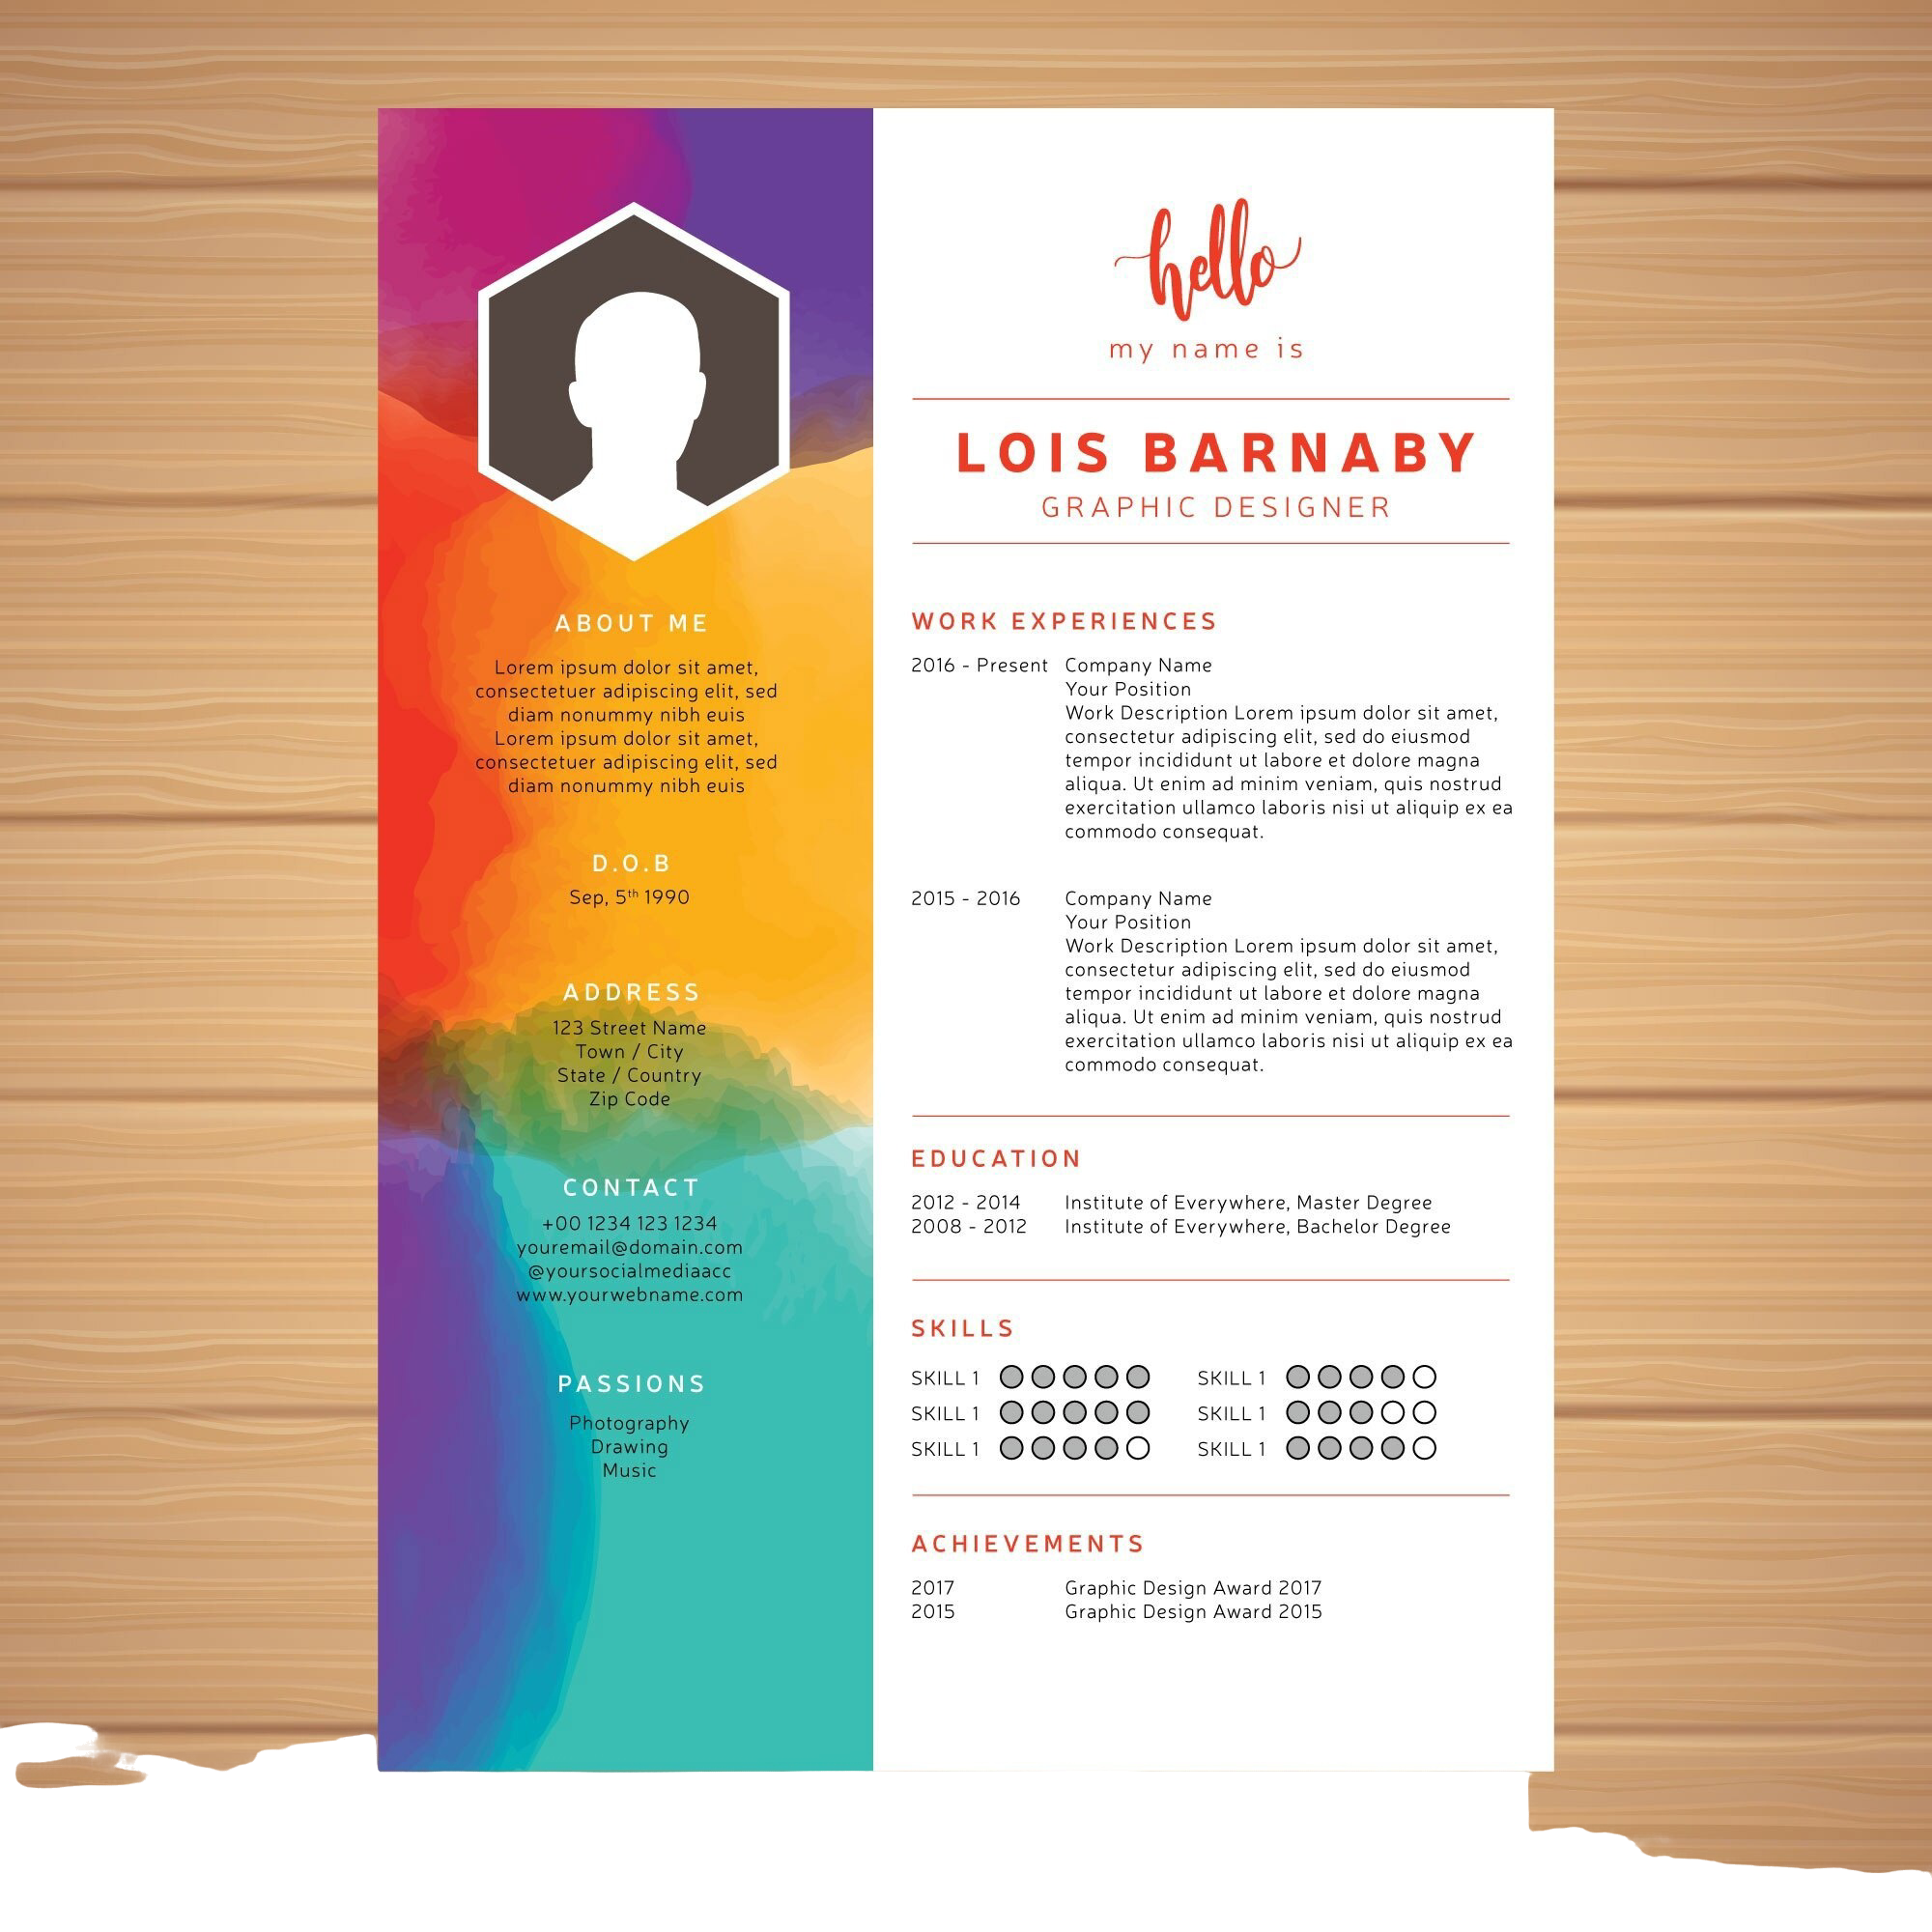 ABOUT ME
Lorem ipsum dolor sit amet,
consectetuer adipiscing elit, sed
diam nonummy nibh euis
Lorem ipsum dolor sit amet,
consectetuer adipiscing elit, sed
diam nonummy nibh euis
D.O.B
Sep, 5th 1990
ADDRESS
123 Street Name
Town / City
State / Country
Zip Code
CONTACT
+00 1234 123 1234
youremail@domain.com
@yoursocialmediaacc
www.yourwebname.com
PASSIONS
Photography
Drawing
Music
hello
my name is
LOIS BARNABY
GRAPHIC DESIGNER
WORK EXPERIENCES
2016 - Present Company Name
Your Position
Work Description Lorem ipsum dolor sit amet,
consectetur adipiscing elit, sed do eiusmod
tempor incididunt ut labore et dolore magna
aliqua. Ut enim ad minim veniam, quis nostrud
exercitation ullamco laboris nisi ut aliquip ex ea
commodo consequat.
2015 - 2016 Company Name
Your Position
Work Description Lorem ipsum dolor sit amet,
consectetur adipiscing elit, sed do eiusmod
tempor incididunt ut labore et dolore magna
aliqua. Ut enim ad minim veniam, quis nostrud
exercitation ullamco laboris nisi ut aliquip ex ea
commodo consequat.
EDUCATION
2012 - 2014 Institute of Everywhere, Master Degree
2008 - 2012 Institute of Everywhere, Bachelor Degree
SKILLS
SKILL 1 SKILL 1
SKILL 1 SKILL 1
SKILL 1 SKILL 1
ACHIEVEMENTS
2017 Graphic Design Award 2017
2015 Graphic Design Award 2015